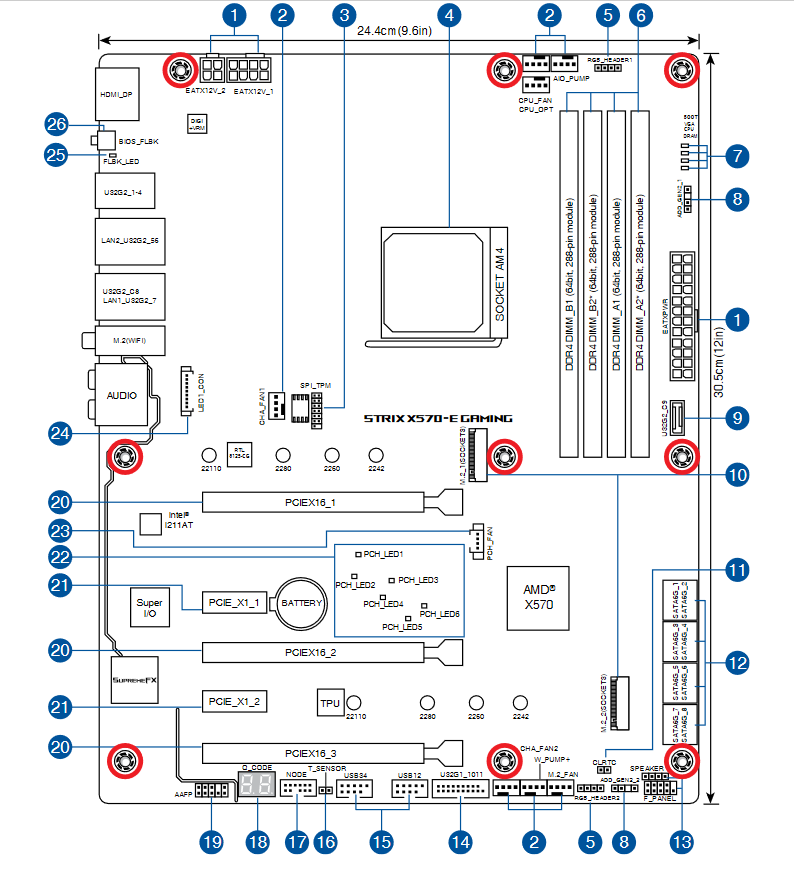 1
2
3
4
2
5
6
24.4cm(9.6in)
RGB_HEADER1
EATX12V_2
EATX12V_1
AIO_PUMP
CPU_FAN
CPU_OPT
HDMI_DP
DIGI
+VRM
BOOT
VGA
CPU
DRAM
26
BIOS_FLBK
25
FLBK_LED
7
U32G2_1-4
ADD_GEN2_1
8
LAN2_U32G2_56
SOCKET AM4
DDR4 DIMM_B1 (64bit, 288-pin module)
DDR4 DIMM_B2* (64bit, 288-pin module)
DDR4 DIMM_A1 (64bit, 288-pin module)
DDR4 DIMM_A2* (64bit, 288-pin module)
U32G2_C8
LAN1_U32G2_7
EATXPWR
1
M.2(WIFI)
30.5cm(12in)
AUDIO
LED1_CON
CHA_FAN1
SPI_TPM
STRIX X570-E GAMING
U32G2_C9
9
24
RTL
8125-CG
22110
2280
2260
2242
M.2_1(SOCKET3)
10
20
PCIEX16_1
Intel®
I211AT
23
PCH_FAN
22
PCH_LED1
PCH_LED2
PCH_LED3
PCH_LED4
PCH_LED5
PCH_LED6
11
21
Super
I/O
PCIE_X1_1
BATTERY
AMD®
X570
SATA6G_1
SATA6G_2
SATA6G_3
SATA6G_4
SATA6G_5
SATA6G_6
SATA6G_7
SATA6G_8
12
20
PCIEX16_2
SUPREMEFX
M.2_2(SOCKET3)
21
PCIE_X1_2
TPU
22110
2280
2260
2242
20
PCIEX16_3
CHA_FAN2
W_PUMP+
M.2_FAN
CLRTC
SPEAKER
Q_CODE
T_SENSOR
NODE
USB34
USB12
U32G1_1011
ADD_GEN2_2
AAFP
RGB_HEADER2
F_PANEL
19
18
17
16
15
14
2
5
8
13